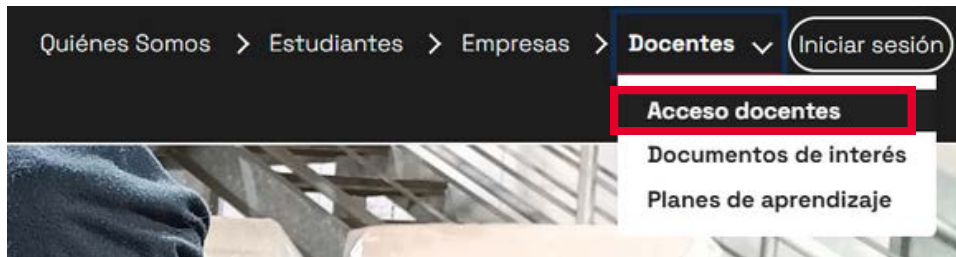 Quiénes Somos > Estudiantes > Empresas > Docentes Iniciar sesión
Acceso docentes
Documentos de interés
Planes de aprendizaje